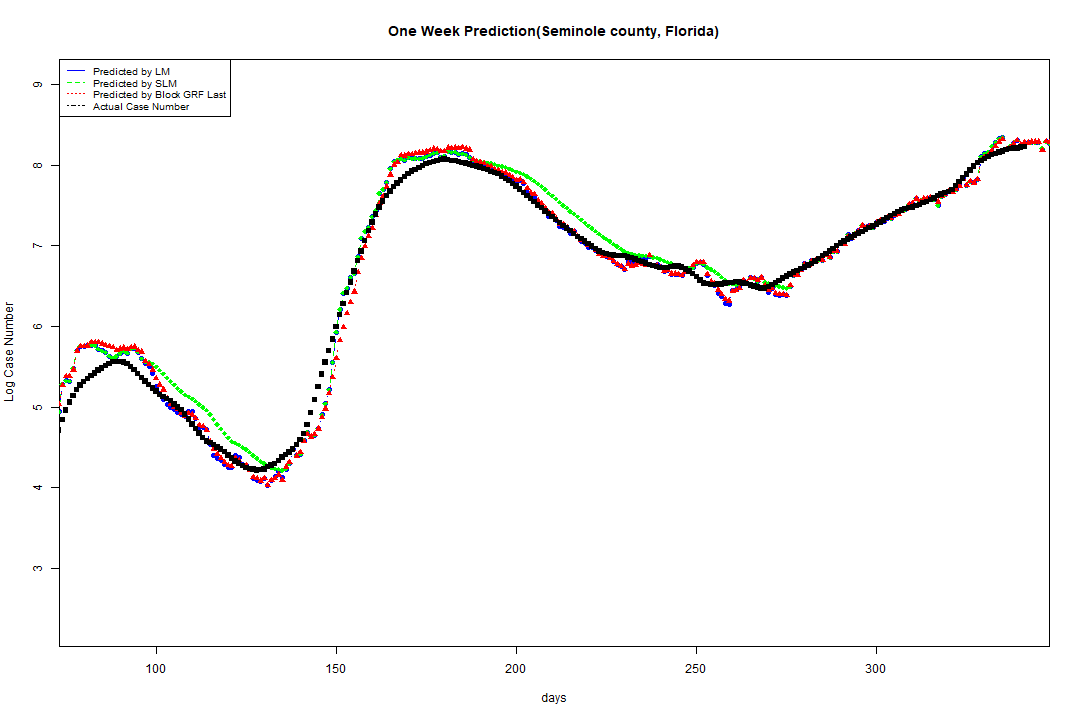 One Week Prediction(Seminole county, Florida)
Predicted by LM
Predicted by SLM
Predicted by Block GRF Last
Actual Case Number
Log Case Number
9
8
7
6
5
4
3
100 150 200 250 300
days